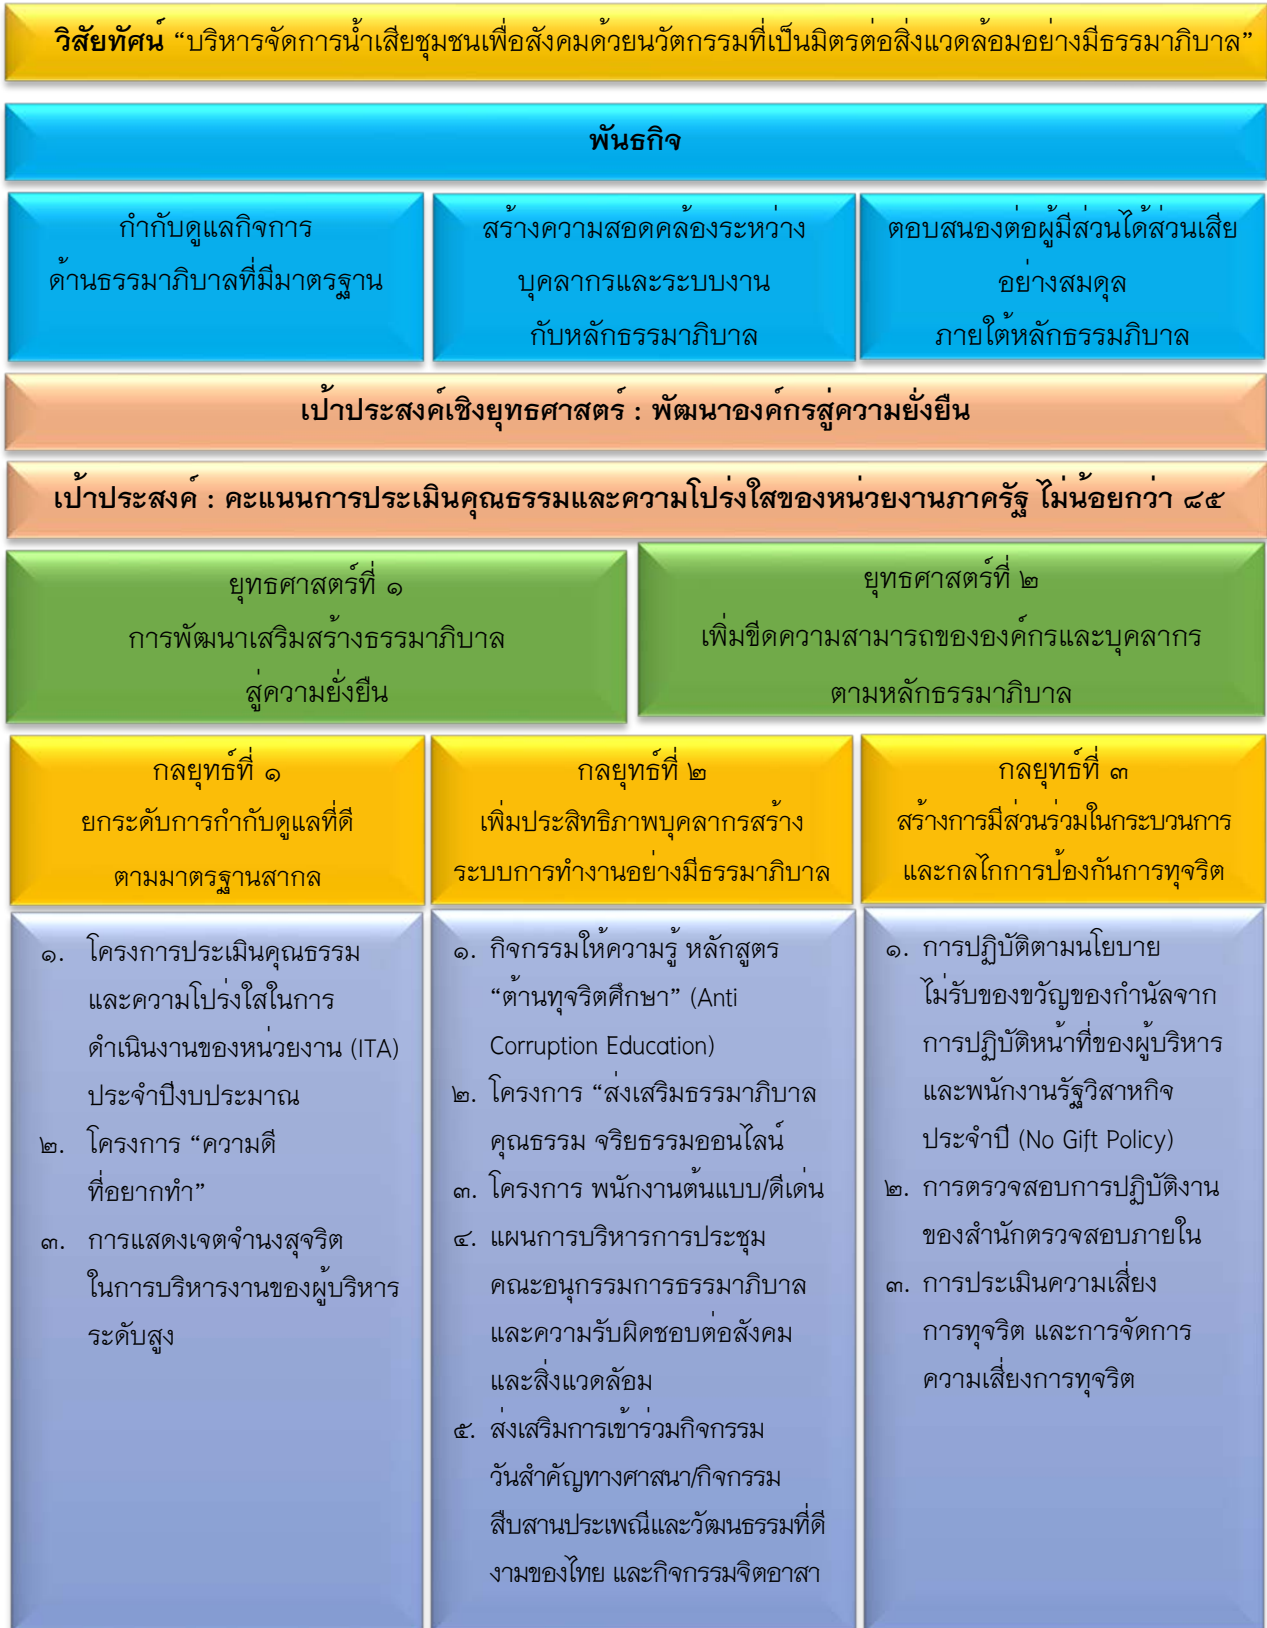 วิสัยทัศน์ “บริหารจัดการน้ำเสียชุมชนเพื่อสังคมด้วยนวัตกรรมที่เป็นมิตรต่อสิ่งแวดล้อมอย่างมีธรรมาภิบาล”
พันธกิจ
กำกับดูแลกิจการ
ด้านธรรมาภิบาลที่มีมาตรฐาน
สร้างความสอดคล้องระหว่าง
บุคลากรและระบบงาน
กับหลักธรรมาภิบาล
ตอบสนองต่อผู้มีส่วนได้ส่วนเสีย
อย่างสมดุล
ภายใต้หลักธรรมภิบาล
เป้าประสงค์เชิงยุทธศาสตร์ : พัฒนาองค์กรสู่ความยั่งยืน
เป้าประสงค์ : คะแนนการประเมินคุณธรรมและความโปร่งใสของหน่วยงานภาครัฐ ไม่น้อยกว่า ๘๕
ยุทธศาสตร์ที่ ๑
การพัฒนาเสริมสร้างธรรมาภิบาล
สู่ความยั่งยืน
ยุทธศาสตร์ที่ ๒
เพิ่มขีดความสามารถขององค์กรและบุคลากร
ตามหลักธรรมาภิบาล
กลยุทธ์ที่ ๑
ยกระดับการกำกับดูแลที่ดี
ตามมาตรฐานสากล
กลยุทธ์ที่ ๒
เพิ่มประสิทธิภาพบุคลากรสร้าง
ระบบการทำงานอย่างมีธรรมาภิบาล
กลยุทธ์ที่ ๓
สร้างการมีส่วนร่วมในกระบวนการ
และกลไกการป้องกันการทุจริต
๑. โครงการประเมินคุณธรรม
และความโปร่งใสในการ
ดำเนินงานของหน่วยงาน (ITA)
ประจำปีงบประมาณ
๒. โครงการ “ความดี
ที่อยากทำ”
๓. การแสดงเจตจำนงสุจริต
ในการบริหารงานของผู้บริหาร
ระดับสูง
๑. กิจกรรมให้ความรู้ หลักสูตร
“ต้านทุจริตศึกษา” (Anti
Corruption Education)
๒. โครงการ “ส่งเสริมธรรมาภิบาล
คุณธรรม จริยธรรมออนไลน์
๓. โครงการ พนักงานต้นแบบ/ดีเด่น
๔. แผนการบริหารการประชุม
คณะอนุกรรมการธรรมาภิบาล
และความรับผิดชอบต่อสังคม
และสิ่งแวดลัอม
๕. ส่งเสริมการเข้าร่วมกิจกรรม
วันสำคัญทางศาสนา/กิจกรรม
สืบสานประเพณีและวัฒนธรรมที่ดี
งามของไทย และกิจกรรมจิตอาสา
๑. การปฏิบัติตามนโยบาย
ไม่รับของขวัญของกำนัลจาก
การปฏิบัติหน้าที่ของผู้บริหาร
และพนักงานรัฐวิสาหกิจ
ประจำปี (No Gift Policy)
๒. การตรวจสอบการปฏิบัติงาน
ของสำนักตรวจสอบภายใน
๓. การประเมินความเสี่ยง
การทุจริต และการจัดการ
ความเสี่ยงการทุจริต